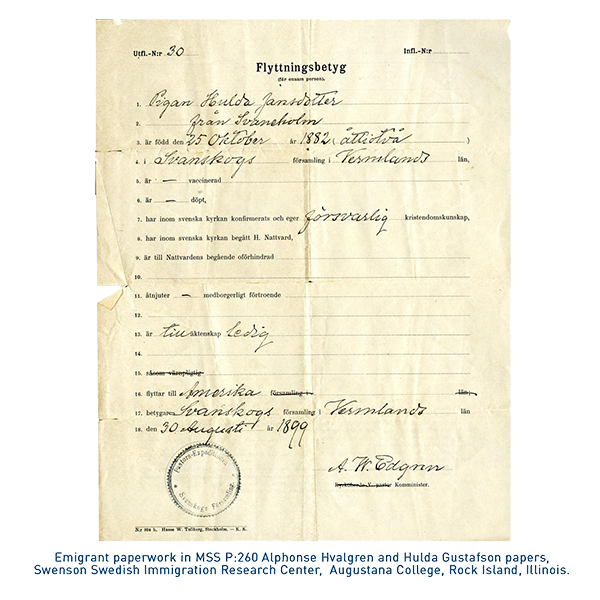 Utfl.-N:r 30 Infl.-N:r
Flyttningsbetyg
(för ensam person).
1. Pigan Hulda Jansdotter
2. från Svaneholm
3. är född den 25 Oktober år 1882 (åttiotvå)
4. i Svanskogs församling i Vermlands län,
5. är — vaccinerad
6. är — döpt,
7. har inom svenska kyrkan konfirmerats och eger försvarlig kristendomskunskap,
8. har inom svenska kyrkan begått H. Nattvard,
9. är till Nattvardens begående oförhindrad
10.
11. åtnjuter — medborgerligt förtroende
12.
13. är till äktenskap ledig
14.
15. såsom värnpligtig
16. flyttar till Amerika församling i län;
17. betygar Svanskogs församling i Vermlands län
18. den 30 Augusti år 1899
A. W. Edgren
Kyrkoherde V. pastor Komminister.
Pastors-Expeditionen
Svanskogs Församling
N:r 904 b. Hasse W. Tullberg, Stockholm. – K. K.
Emigrant paperwork in MSS P:260 Alphonse Hvalgren and Hulda Gustafson papers,
Swenson Swedish Immigration Research Center, Augustana College, Rock Island, Illinois.